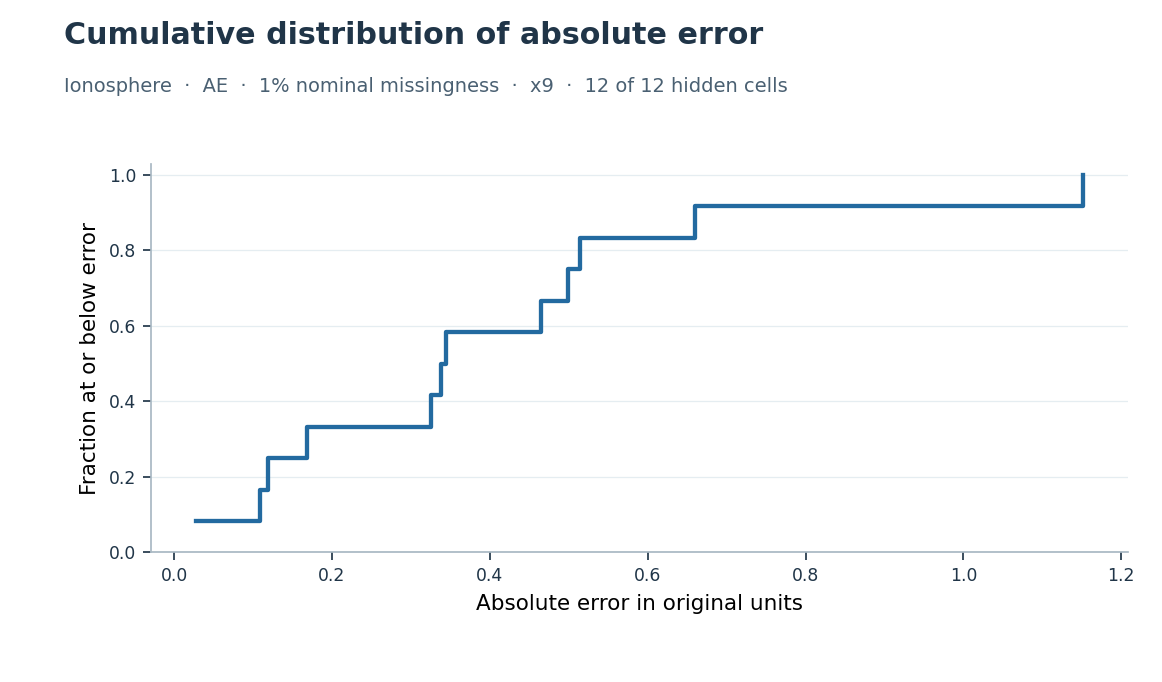 Cumulative distribution of absolute error
Ionosphere · AE · 1% nominal missingness · x9 · 12 of 12 hidden cells
Fraction at or below error
1.0
0.8
0.6
0.4
0.2
0.0
0.0 0.2 0.4 0.6 0.8 1.0 1.2
Absolute error in original units